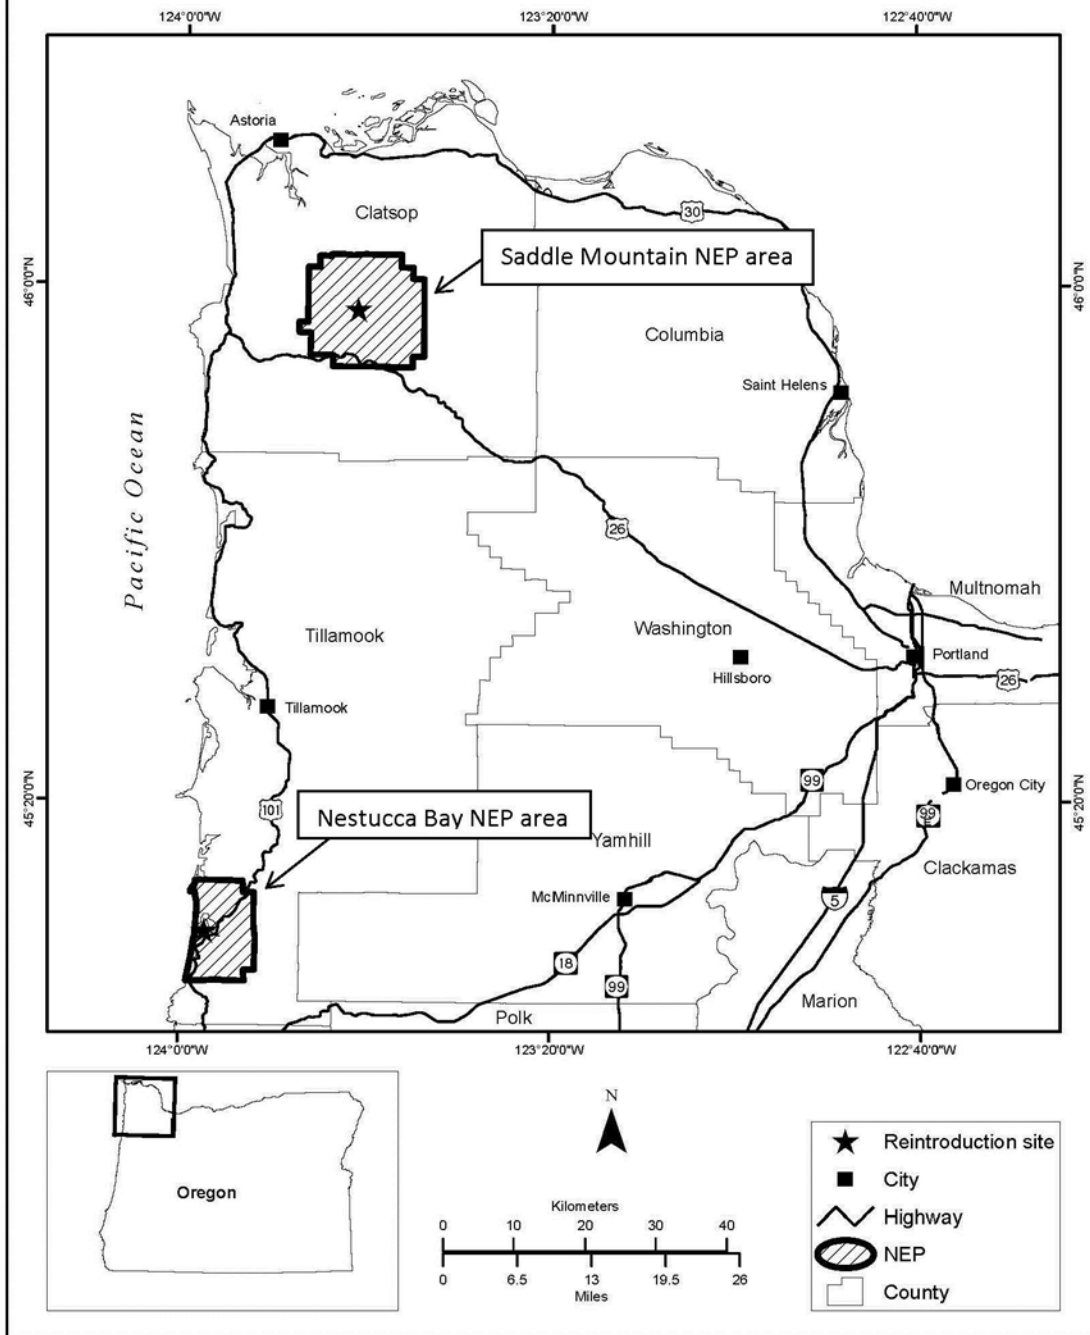 124°0'0"W
123°20'0"W
122°40'0"W
Astoria
Clatsop
30
Saddle Mountain NEP area
46°0'0"N
46°0'0"N
Columbia
Saint Helens
Pacific Ocean
26
Multnomah
Tillamook
Washington
Portland
Hillsboro
26
Tillamook
99
Oregon City
45°20'0"N
45°20'0"N
101
Nestucca Bay NEP area
99
E
Yamhill
Clackamas
McMinnville
5
18
99
Marion
Polk
124°0'0"W
123°20'0"W
122°40'0"W
Oregon
N
Kilometers
0 10 20 30 40
0 6.5 13 19.5 26
Miles
Reintroduction site
City
Highway
NEP
County